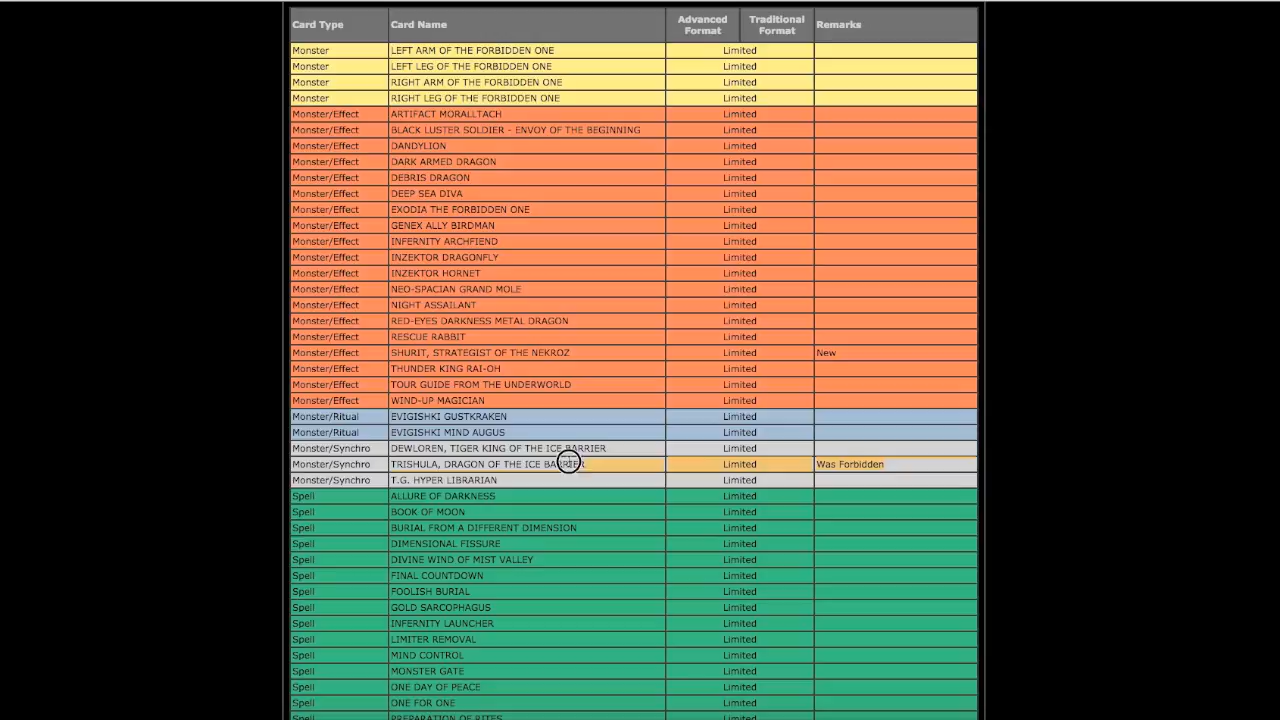 Card Type Card Name Advanced Format Traditional Format Remarks
Monster LEFT ARM OF THE FORBIDDEN ONE Limited
Monster LEFT LEG OF THE FORBIDDEN ONE Limited
Monster RIGHT ARM OF THE FORBIDDEN ONE Limited
Monster RIGHT LEG OF THE FORBIDDEN ONE Limited
Monster/Effect ARTIFACT MORALLTACH Limited
Monster/Effect BLACK LUSTER SOLDIER - ENVOY OF THE BEGINNING Limited
Monster/Effect DANDYLION Limited
Monster/Effect DARK ARMED DRAGON Limited
Monster/Effect DEBRIS DRAGON Limited
Monster/Effect DEEP SEA DIVA Limited
Monster/Effect EXODIA THE FORBIDDEN ONE Limited
Monster/Effect GENEX ALLY BIRDMAN Limited
Monster/Effect INFERNITY ARCHFIEND Limited
Monster/Effect INZEKTOR DRAGONFLY Limited
Monster/Effect INZEKTOR HORNET Limited
Monster/Effect NEO-SPACIAN GRAND MOLE Limited
Monster/Effect NIGHT ASSAILANT Limited
Monster/Effect RED-EYES DARKNESS METAL DRAGON Limited
Monster/Effect RESCUE RABBIT Limited
Monster/Effect SHURIT, STRATEGIST OF THE NEKROZ Limited New
Monster/Effect THUNDER KING RAI-OH Limited
Monster/Effect TOUR GUIDE FROM THE UNDERWORLD Limited
Monster/Effect WIND-UP MAGICIAN Limited
Monster/Ritual EVIGISHKI GUSTKRAKEN Limited
Monster/Ritual EVIGISHKI MIND AUGUS Limited
Monster/Synchro DEWLOREN, TIGER KING OF THE ICE BARRIER Limited
Monster/Synchro TRISHULA, DRAGON OF THE ICE BARRIER Limited Was Forbidden
Monster/Synchro T.G. HYPER LIBRARIAN Limited
Spell ALLURE OF DARKNESS Limited
Spell BOOK OF MOON Limited
Spell BURIAL FROM A DIFFERENT DIMENSION Limited
Spell DIMENSIONAL FISSURE Limited
Spell DIVINE WIND OF MIST VALLEY Limited
Spell FINAL COUNTDOWN Limited
Spell FOOLISH BURIAL Limited
Spell GOLD SARCOPHAGUS Limited
Spell INFERNITY LAUNCHER Limited
Spell LIMITER REMOVAL Limited
Spell MIND CONTROL Limited
Spell MONSTER GATE Limited
Spell ONE DAY OF PEACE Limited
Spell ONE FOR ONE Limited
Spell PREPARATION OF RITES Limited